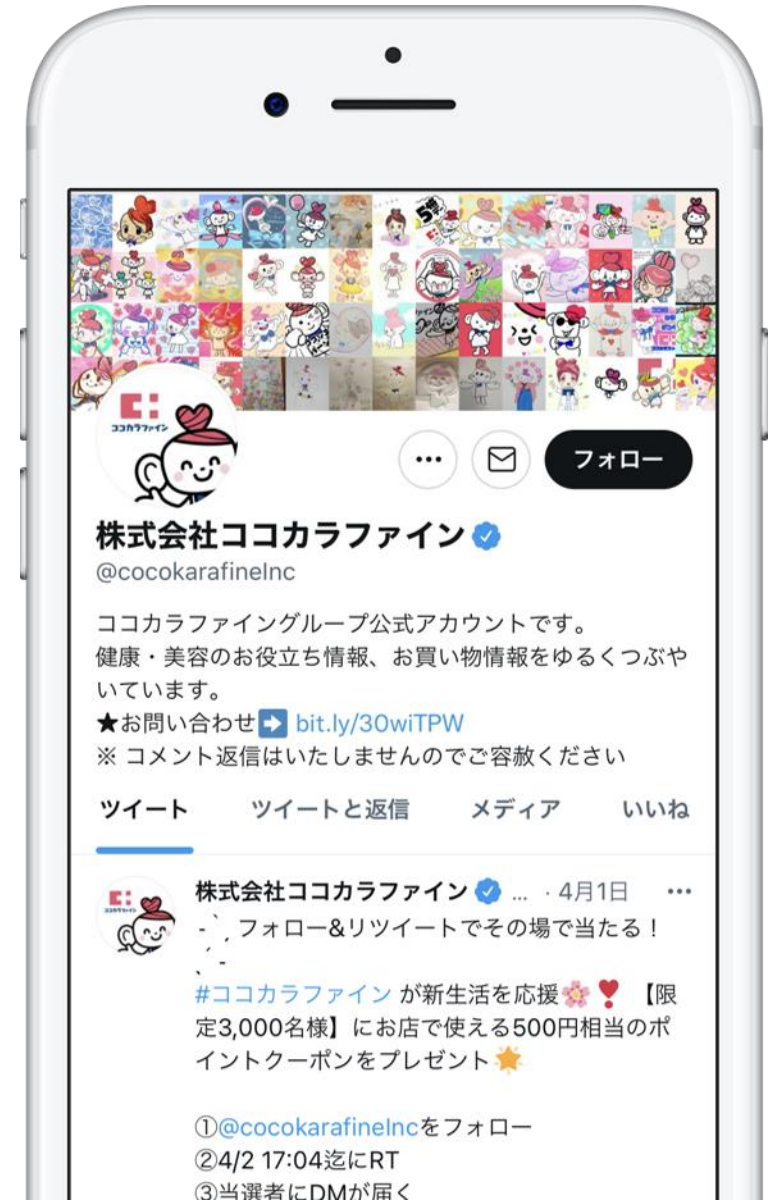 ココカラファイン
フォロー
株式会社ココカラファイン
@cocokarafineInc
ココカラファイングループ公式アカウントです。
健康・美容のお役立ち情報、お買い物情報をゆるくつぶや
いています。
★お問い合わせ➡️ bit.ly/30wiTPW
※ コメント返信はいたしませんのでご容赦ください
ツイート ツイートと返信 メディア いいね
株式会社ココカラファイン ... · 4月1日
- ˋˏ フォロー&リツイートでその場で当たる！
ˊˎ -
#ココカラファイン が新生活を応援🌸❣️ 【限
定3,000名様】にお店で使える500円相当のポ
イントクーポンをプレゼント🌟
①@cocokarafineIncをフォロー
②4/2 17:04迄にRT
③当選者にDMが届く